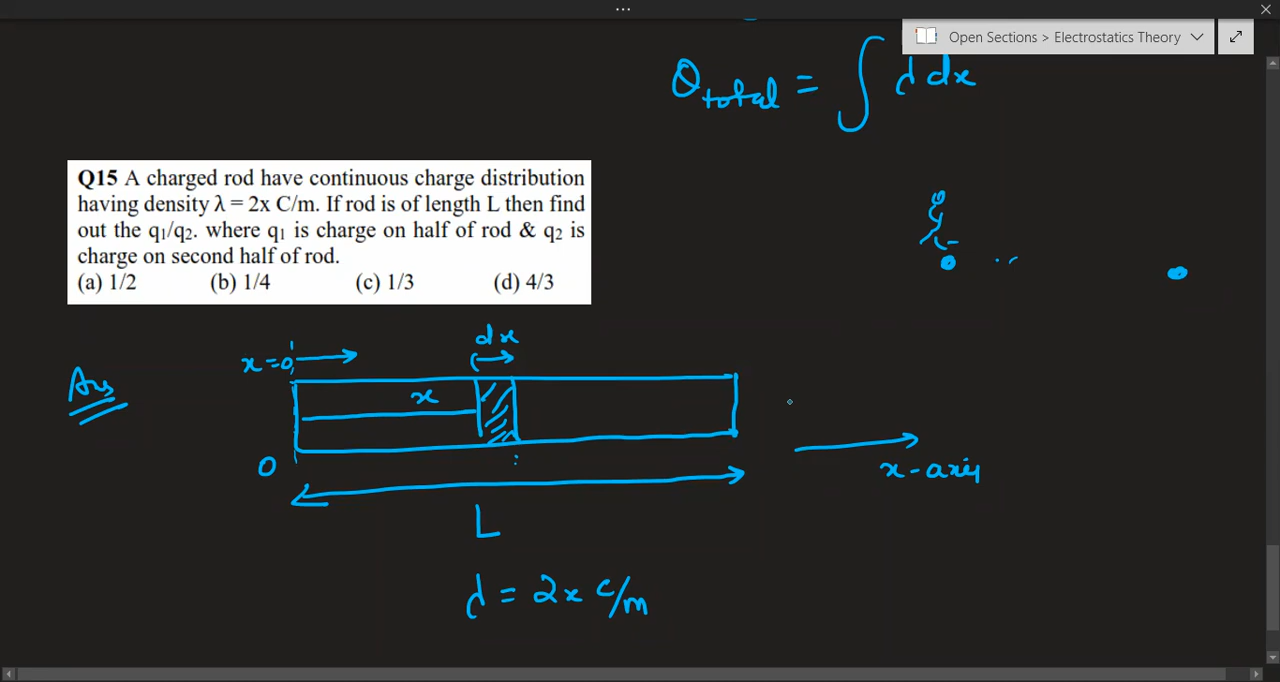 ...
Open Sections > Electrostatics Theory
Q_total = ∫ λ dx
Q15 A charged rod have continuous charge distribution
having density λ = 2x C/m. If rod is of length L then find
out the q₁/q₂. where q₁ is charge on half of rod & q₂ is
charge on second half of rod.
(a) 1/2 (b) 1/4 (c) 1/3 (d) 4/3
dx
x=0
Ans
x
0
x-axis
L
λ = 2x C/m